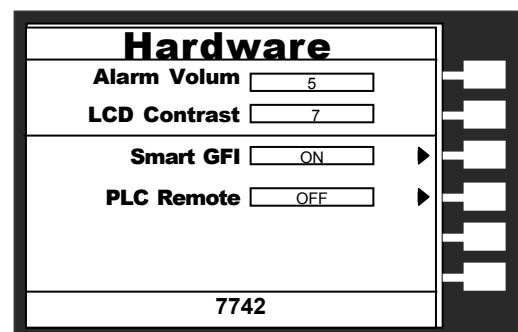 Hardware
Alarm Volum 5
LCD Contrast 7
Smart GFI ON
PLC Remote OFF
7742